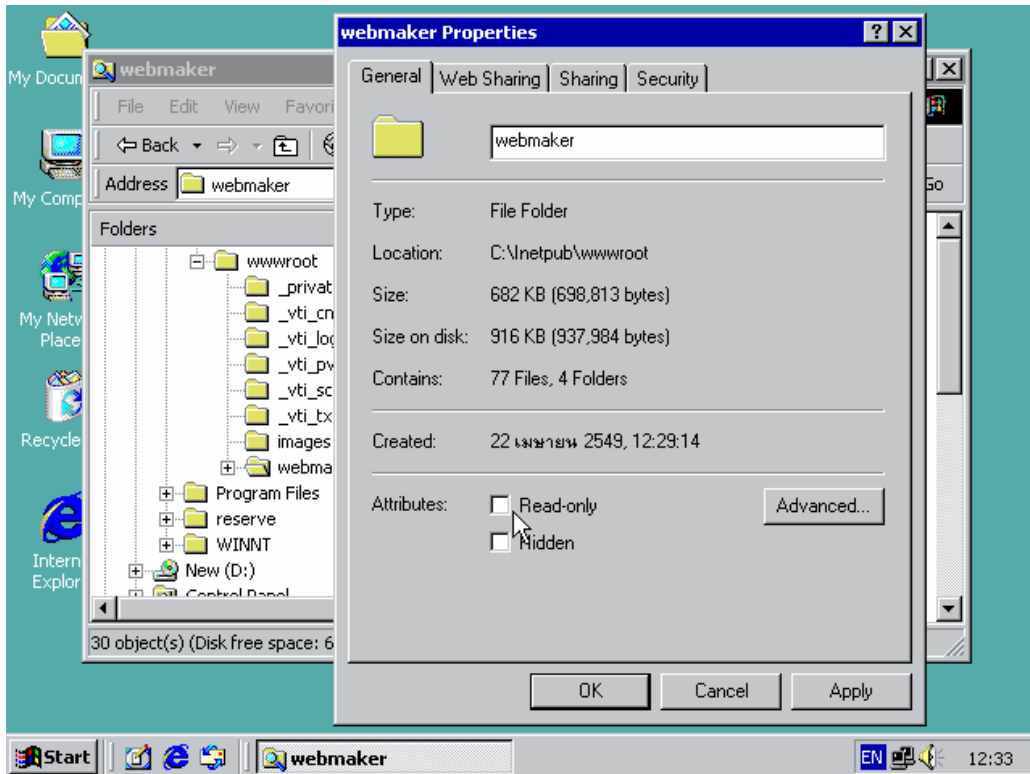 My Docum
My Comp
My Netw
Place
Recycle
Intern
Explor
webmaker
File Edit View Favori
Back
Address webmaker
Go
Folders
wwwroot
_privat
_vti_cn
_vti_log
_vti_pv
_vti_sc
_vti_tx
images
webma
Program Files
reserve
WINNT
New (D:)
Control Panel
30 object(s) (Disk free space: 6
webmaker Properties
General Web Sharing Sharing Security
webmaker
Type: File Folder
Location: C:\Inetpub\wwwroot
Size: 682 KB (698,813 bytes)
Size on disk: 916 KB (937,984 bytes)
Contains: 77 Files, 4 Folders
Created: 22 เมษายน 2549, 12:29:14
Attributes: Read-only Advanced...
Hidden
OK Cancel Apply
Start webmaker EN 12:33